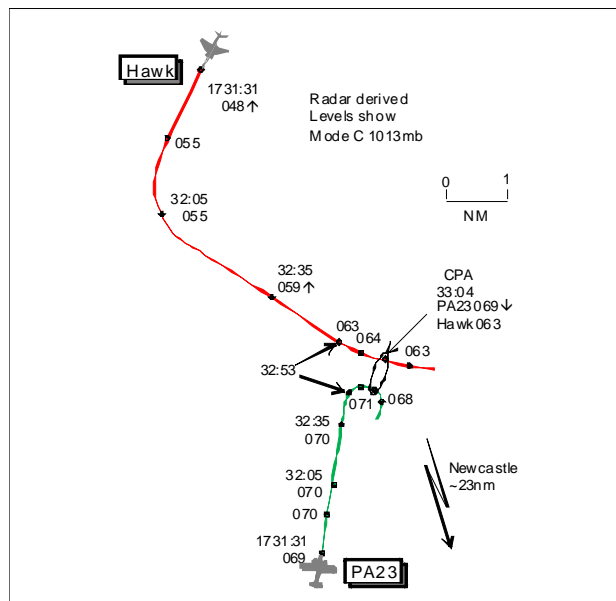 Hawk
1731:31
048↑
Radar derived
Levels show
Mode C 1013mb
055
0 1
NM
32:05
055
32:35
059↑
CPA
33:04
PA23 069↓
Hawk 063
063
064
063
32:53
071
068
32:35
070
32:05
070
Newcastle
~23nm
070
1731:31
069
PA23